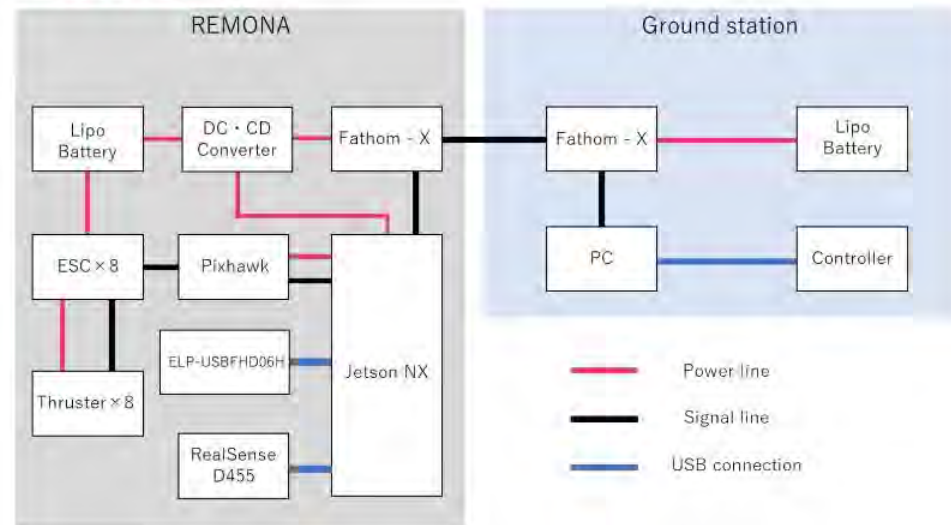 REMONA
Ground station
Lipo
Battery
DC・CD
Converter
Fathom - X
Fathom - X
Lipo
Battery
ESC×8
Pixhawk
Jetson NX
PC
Controller
ELP-USBFHD06H
Thruster×8
RealSense
D455
Power line
Signal line
USB connection